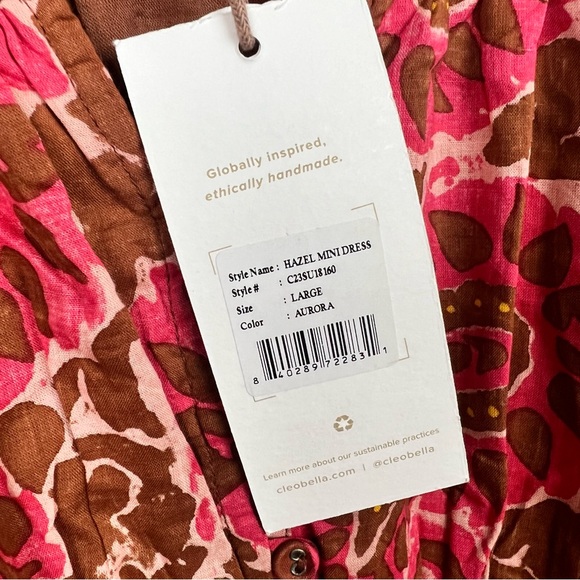 Globally inspired,
ethically handmade.
Style Name : HAZEL MINI DRESS
Style # : C23SU18160
Size : LARGE
Color : AURORA
8 40289 72283 1
Learn more about our sustainable practices
cleobella.com | @cleobella